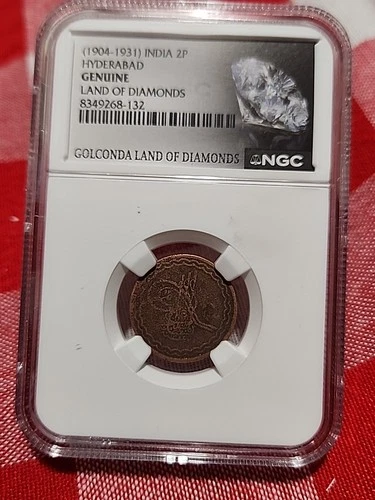 (1904-1931) INDIA 2P
HYDERABAD
GENUINE
LAND OF DIAMONDS
8349268-132
GOLCONDA LAND OF DIAMONDS NGC